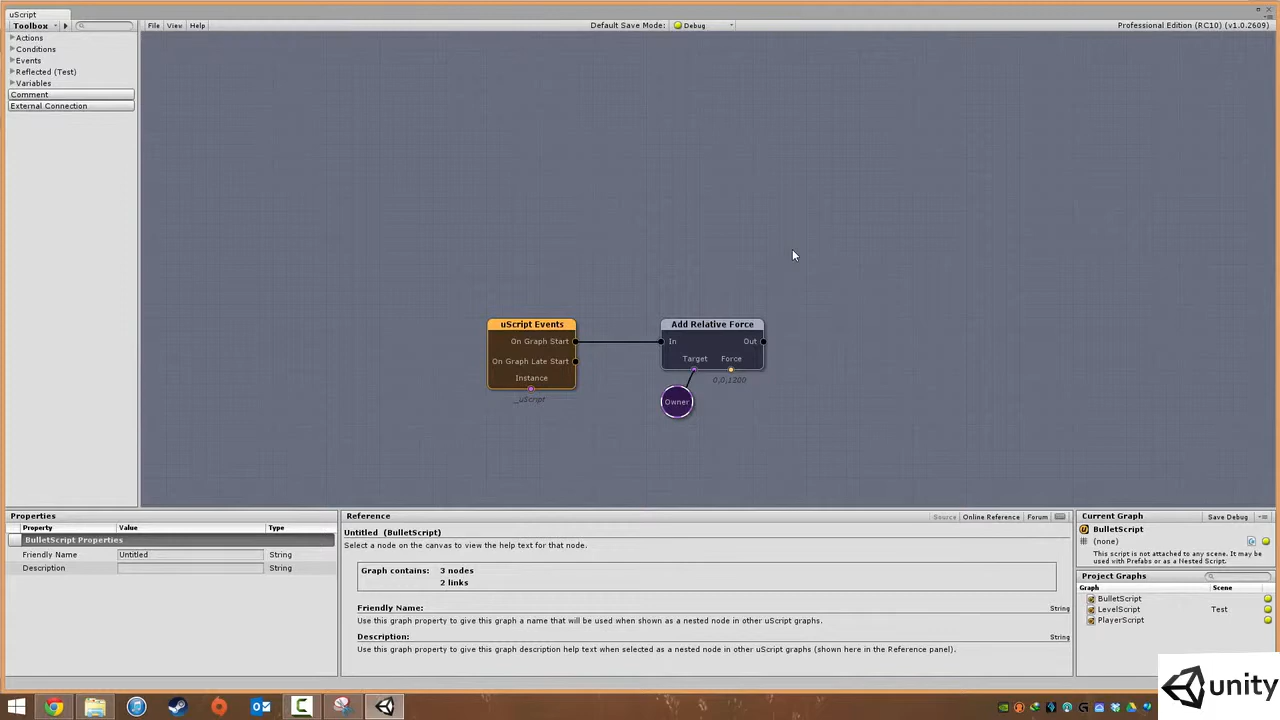 uScript
Toolbox
File View Help
Default Save Mode: Debug
Professional Edition (RC10) (v1.0.2609)
Actions
Conditions
Events
Reflected (Test)
Variables
Comment
External Connection
uScript Events
On Graph Start
On Graph Late Start
Instance
_uScript
Add Relative Force
In Out
Target Force
0,0,1200
Owner
Properties
Property Value Type
BulletScript Properties
Friendly Name Untitled String
Description String
Reference
Source Online Reference Forum
Untitled (BulletScript)
Select a node on the canvas to view the help text for that node.
Graph contains: 3 nodes
2 links
Friendly Name: String
Use this graph property to give this graph a name that will be used when shown as a nested node in other uScript graphs.
Description: String
Use this graph property to give this graph description help text when selected as a nested node in other uScript graphs (shown here in the Reference panel).
Current Graph Save Debug
BulletScript
(none)
This script is not attached to any scene. It may be
used with Prefabs or as a Nested Script.
Project Graphs
Graph Scene
BulletScript
LevelScript Test
PlayerScript
unity